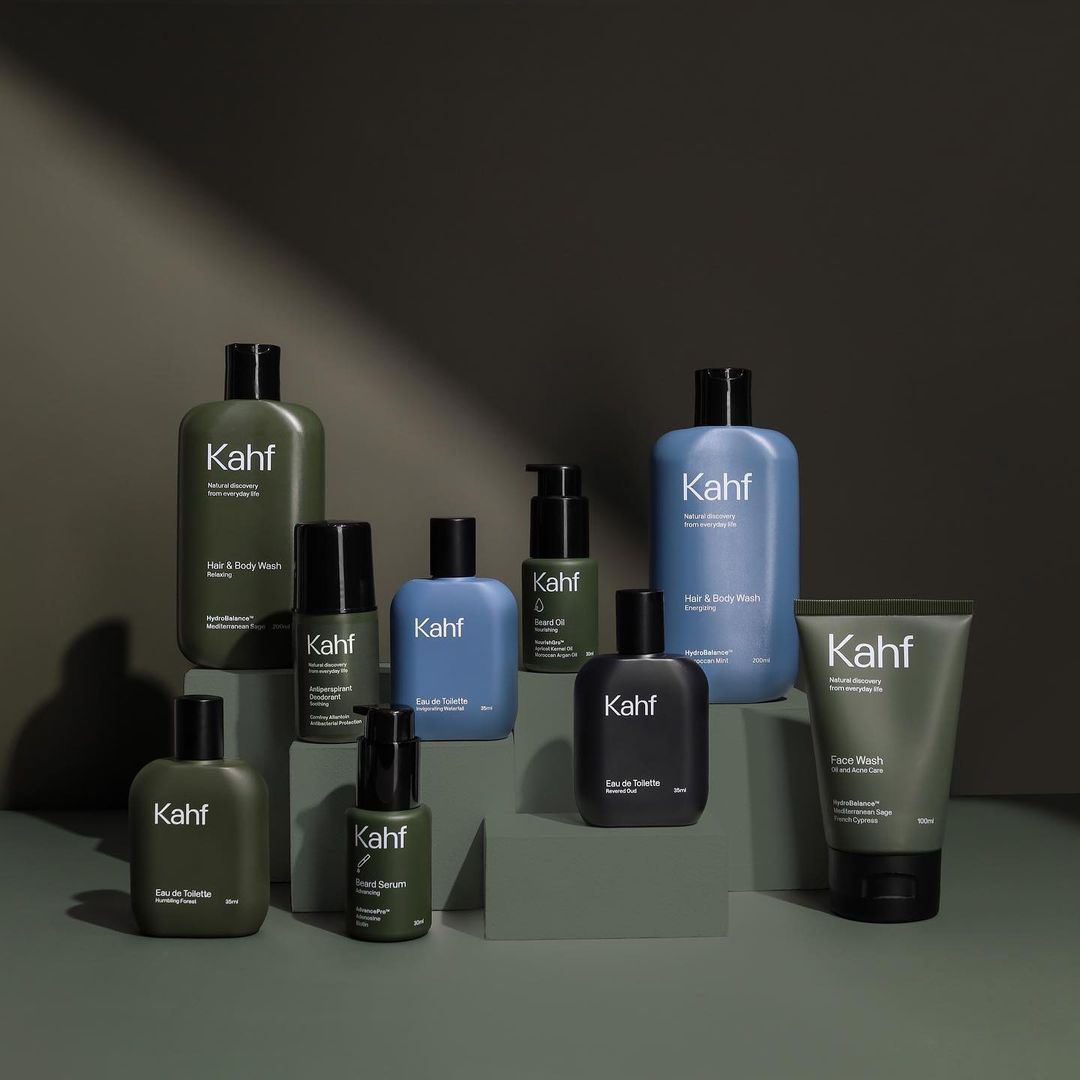 Kahf
Natural discovery
from everyday life
Hair & Body Wash
Relaxing
HydroBalance™
Mediterranean Sage 200ml
Kahf
Natural discovery
from everyday life
Antiperspirant
Deodorant
Soothing
Comfrey Allantoin
Antibacterial Protection
Kahf
Eau de Toilette
Invigorating Waterfall 35ml
Kahf
Beard Oil
Nourishing
NourishGro™
Apricot Kernel Oil
Moroccan Argan Oil 30ml
Kahf
Natural discovery
from everyday life
Hair & Body Wash
Energizing
HydroBalance™
Moroccan Mint 200ml
Kahf
Eau de Toilette
Humbling Forest 35ml
Kahf
Beard Serum
Advancing
AdvancePro™
Adenosine
Biotin 30ml
Kahf
Eau de Toilette
Revered Oud 35ml
Kahf
Natural discovery
from everyday life
Face Wash
Oil and Acne Care
HydroBalance™
Mediterranean Sage
French Cypress 100ml